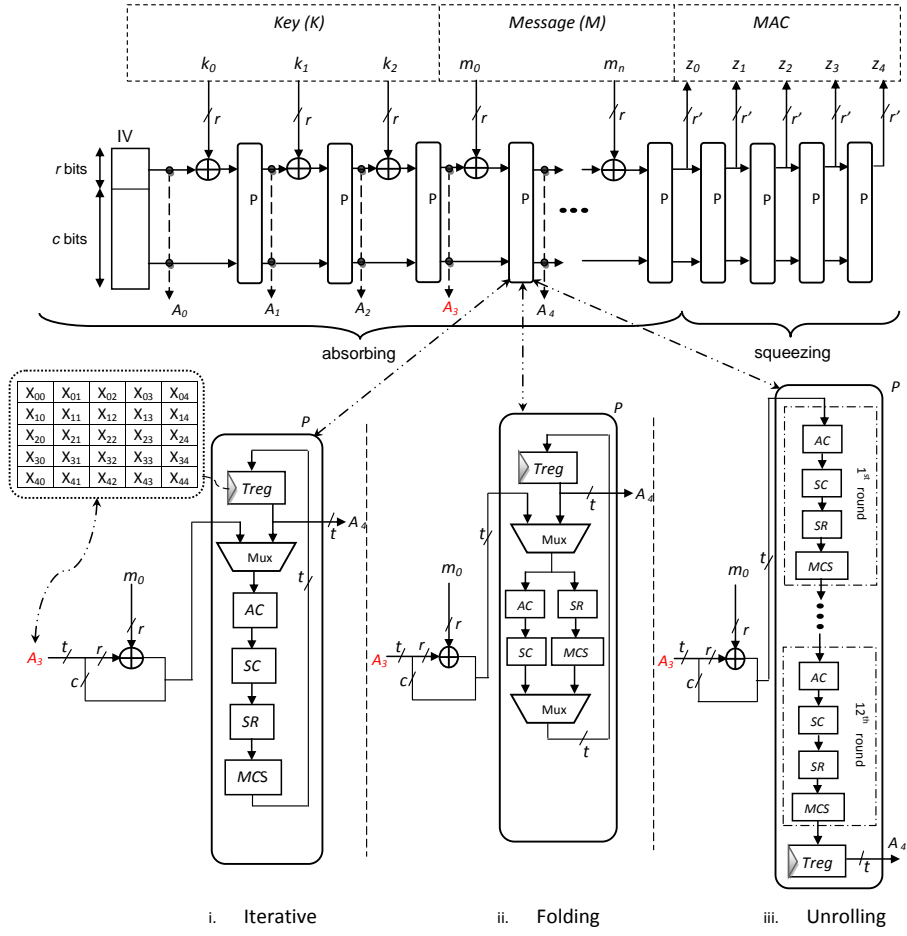 Key (K) Message (M) MAC
k0 k1 k2 m0 mn z0 z1 z2 z3 z4
r r r r r r' r' r' r' r'
IV
r bits
c bits
P P P P P P P P P
A0 A1 A2 A3 A4
absorbing squeezing
X00 X01 X02 X03 X04
X10 X11 X12 X13 X14
X20 X21 X22 X23 X24
X30 X31 X32 X33 X34
X40 X41 X42 X43 X44
P
Treg
t
A4
Mux
t
AC
SC
SR
MCS
m0
r
A3
t
r
c
P
Treg
t
A4
t
Mux
AC SR
SC MCS
Mux
t
m0
r
A3
t
r
c
P
1st round
AC
SC
SR
MCS
t
12th round
AC
SC
SR
MCS
Treg
t
A4
m0
r
A3
t
r
c
i. Iterative
ii. Folding
iii. Unrolling